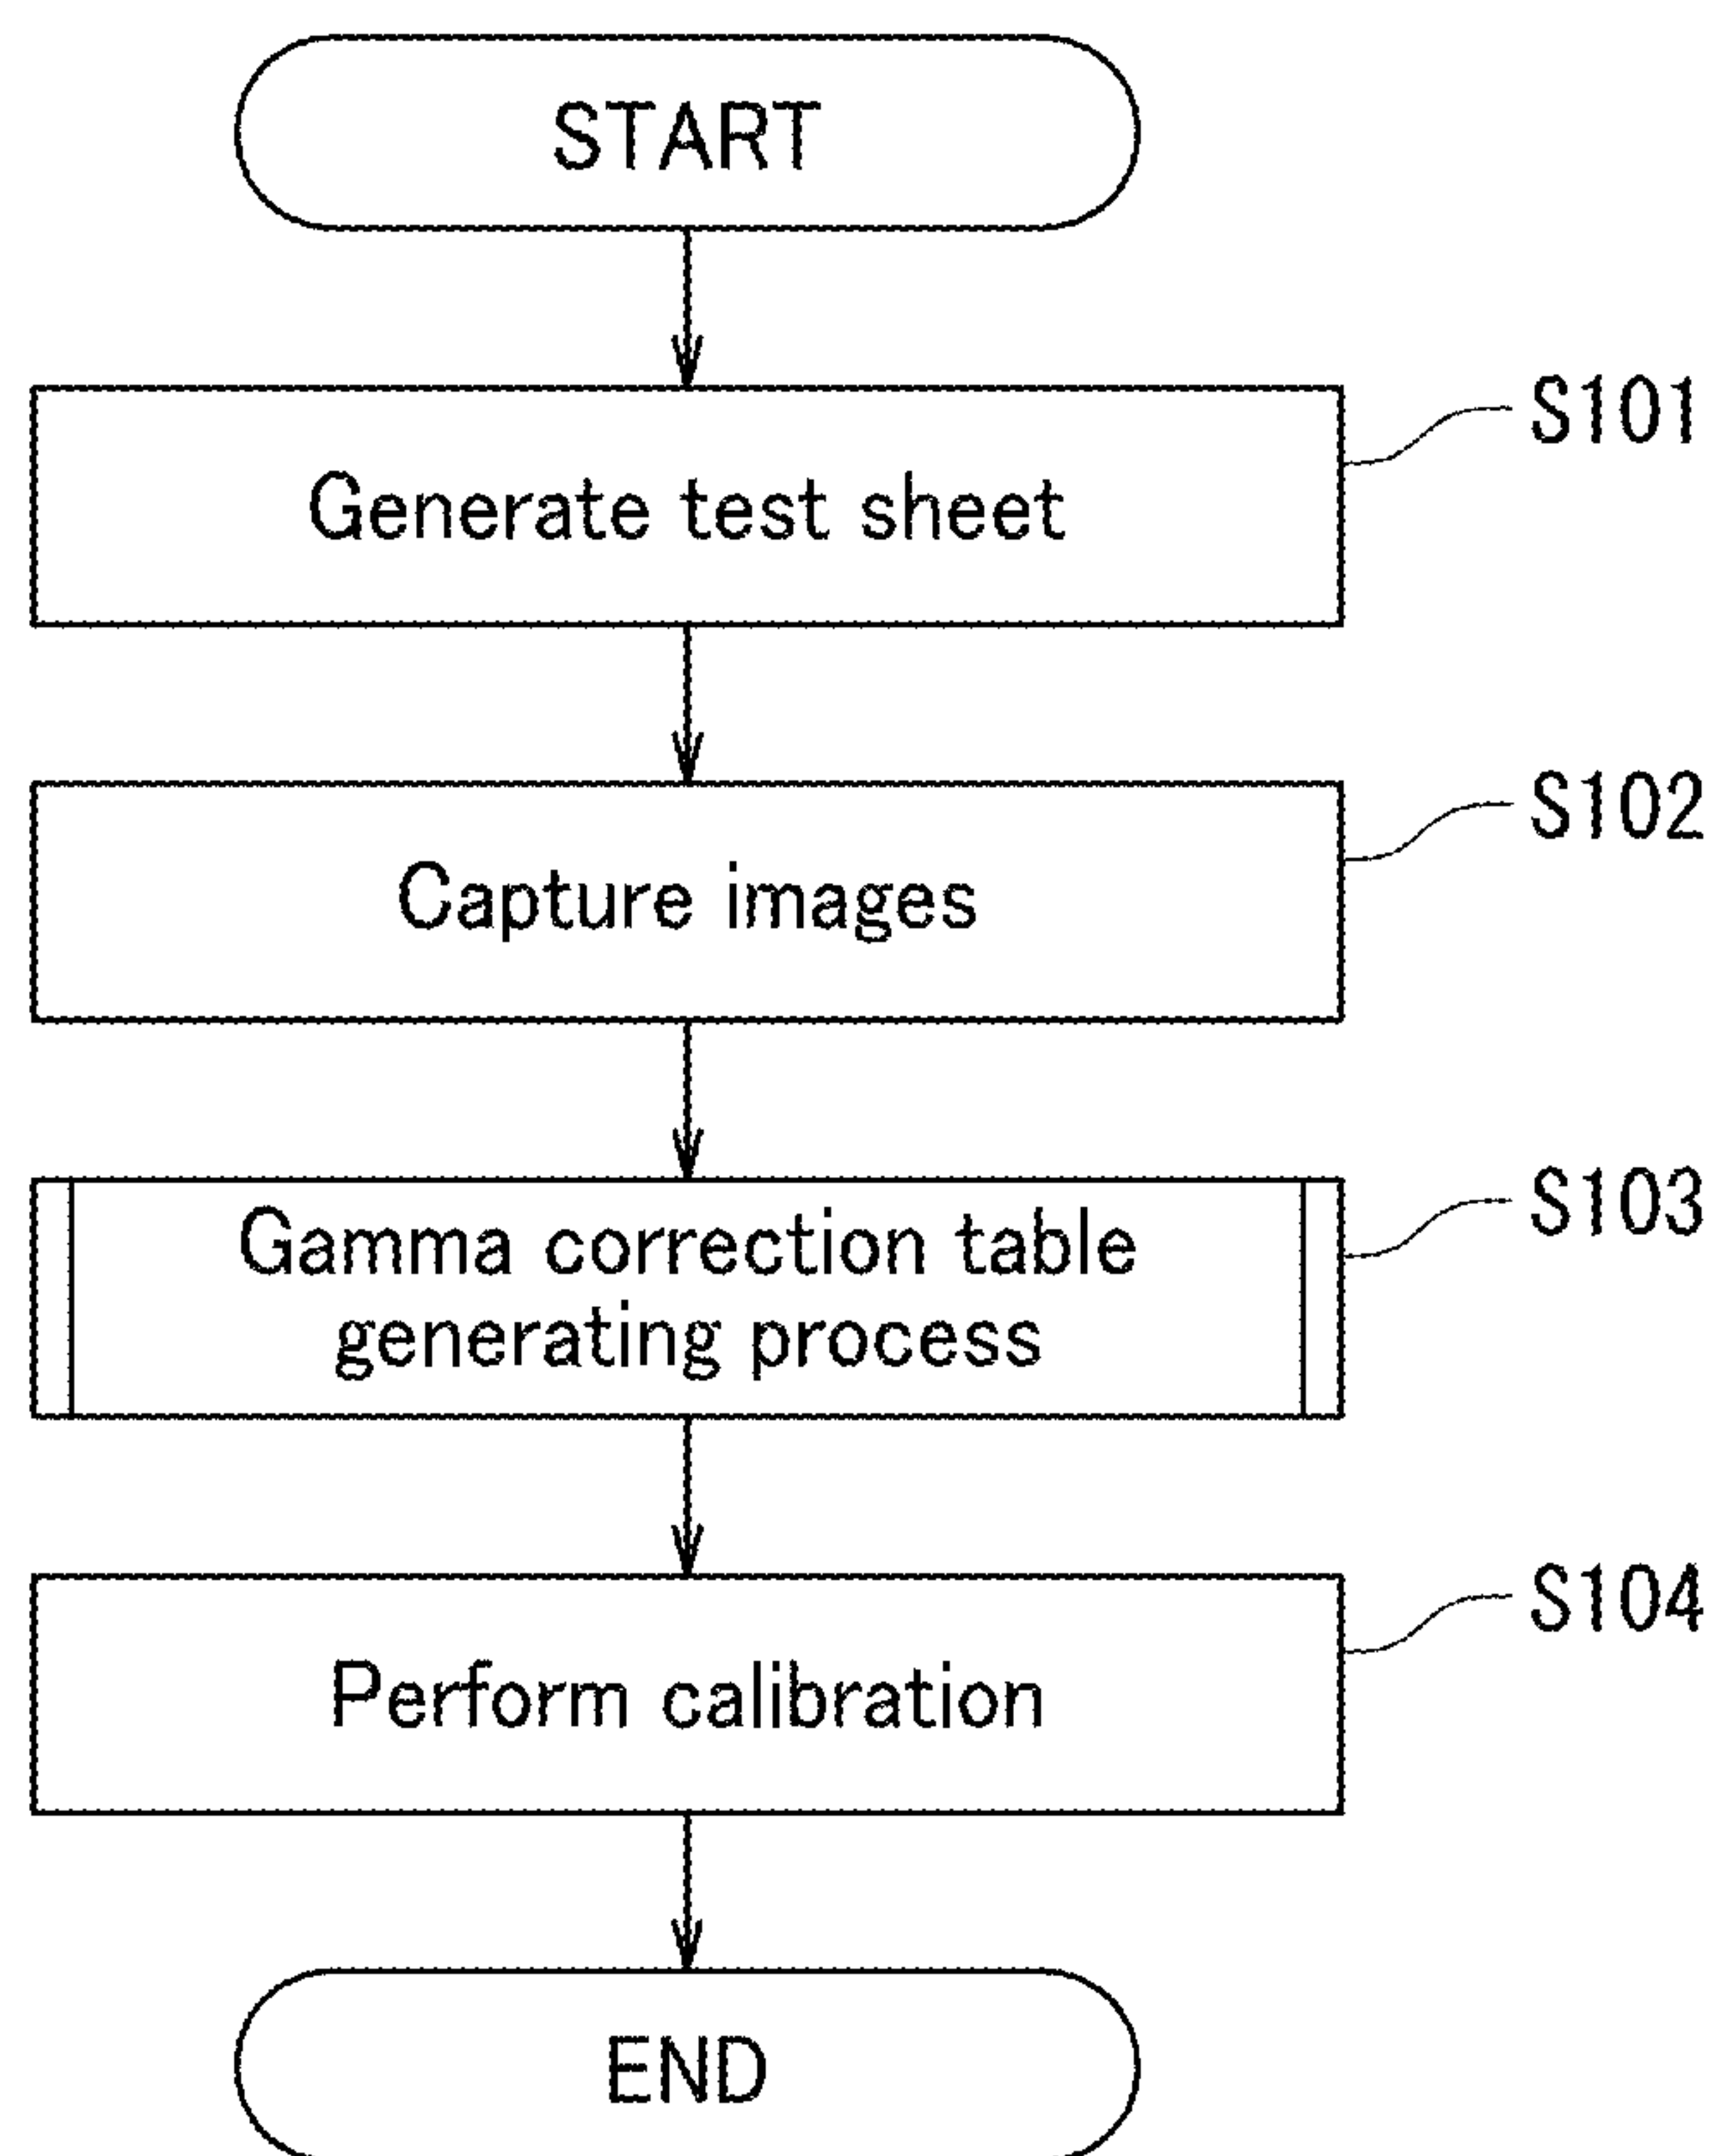 START
S101
Generate test sheet
S102
Capture images
S103
Gamma correction table
generating process
S104
Perform calibration
END